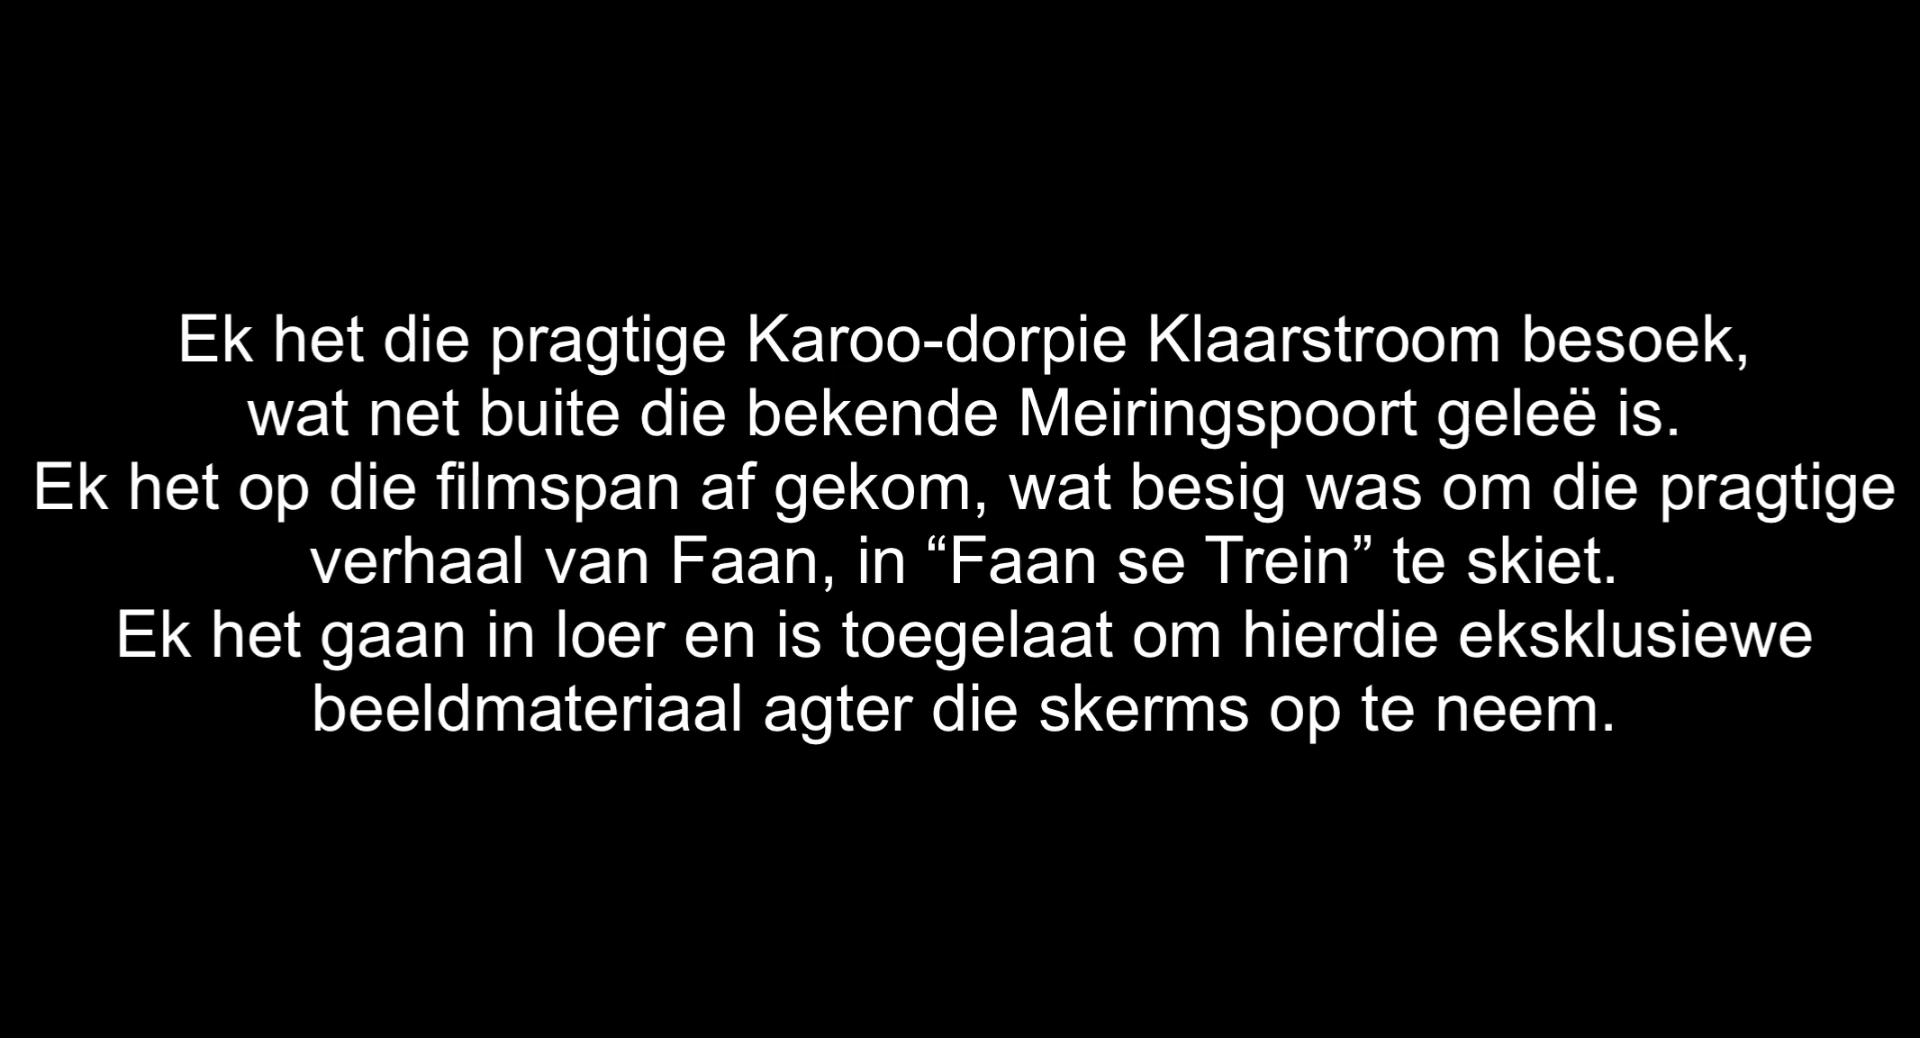 Ek het die pragtige Karoo-dorpie Klaarstroom besoek,
wat net buite die bekende Meiringspoort geleë is.
Ek het op die filmspan af gekom, wat besig was om die pragtige
verhaal van Faan, in “Faan se Trein” te skiet.
Ek het gaan in loer en is toegelaat om hierdie eksklusiewe
beeldmateriaal agter die skerms op te neem.